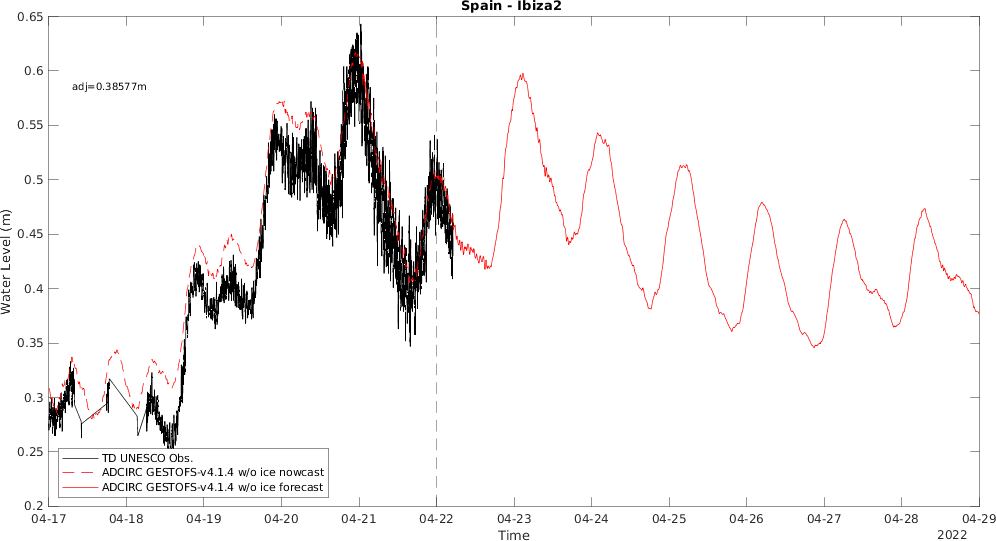 Spain - Ibiza2
0.65
0.6
0.55
0.5
0.45
0.4
0.35
0.3
0.25
0.2
Water Level (m)
adj=0.38577m
TD UNESCO Obs.
ADCIRC GESTOFS-v4.1.4 w/o ice nowcast
ADCIRC GESTOFS-v4.1.4 w/o ice forecast
04-17 04-18 04-19 04-20 04-21 04-22 04-23 04-24 04-25 04-26 04-27 04-28 04-29
Time
2022